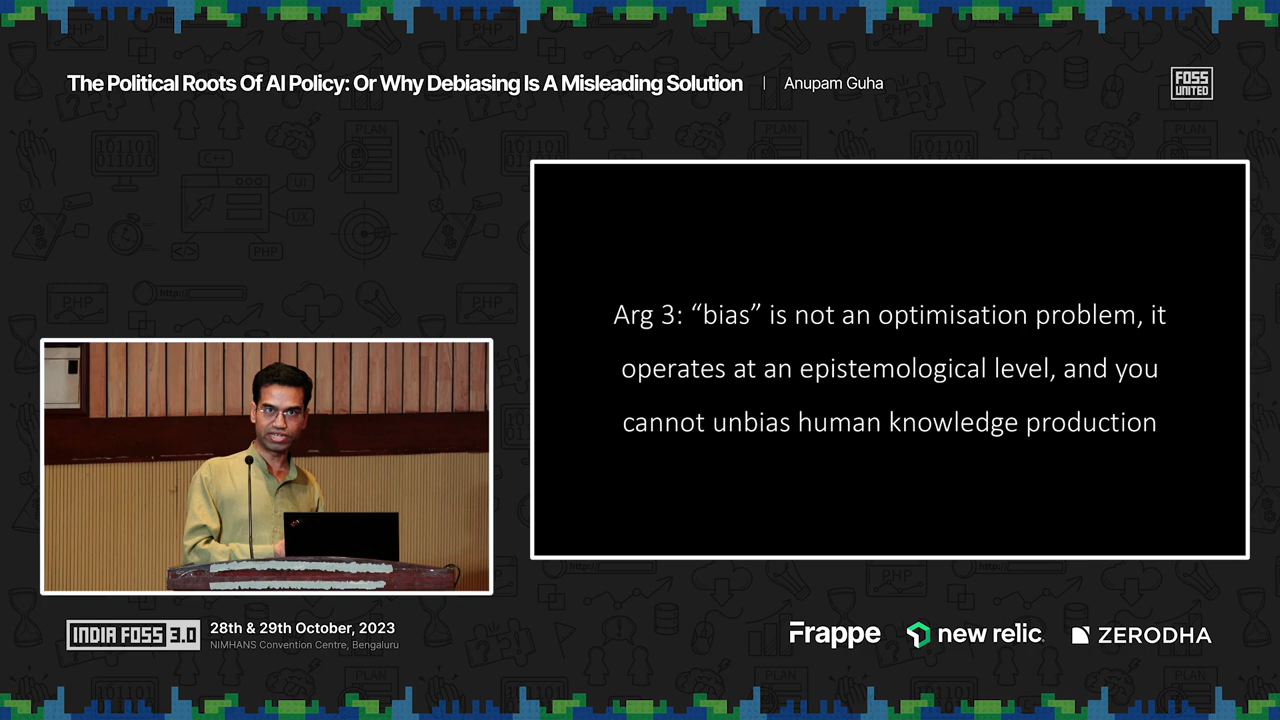 The Political Roots Of AI Policy: Or Why Debiasing Is A Misleading Solution | Anupam Guha
FOSS
UNITED
Arg 3: “bias” is not an optimisation problem, it
operates at an epistemological level, and you
cannot unbias human knowledge production
INDIA FOSS 3.0
28th & 29th October, 2023
NIMHANS Convention Centre, Bengaluru
Frappe
new relic
ZERODHA